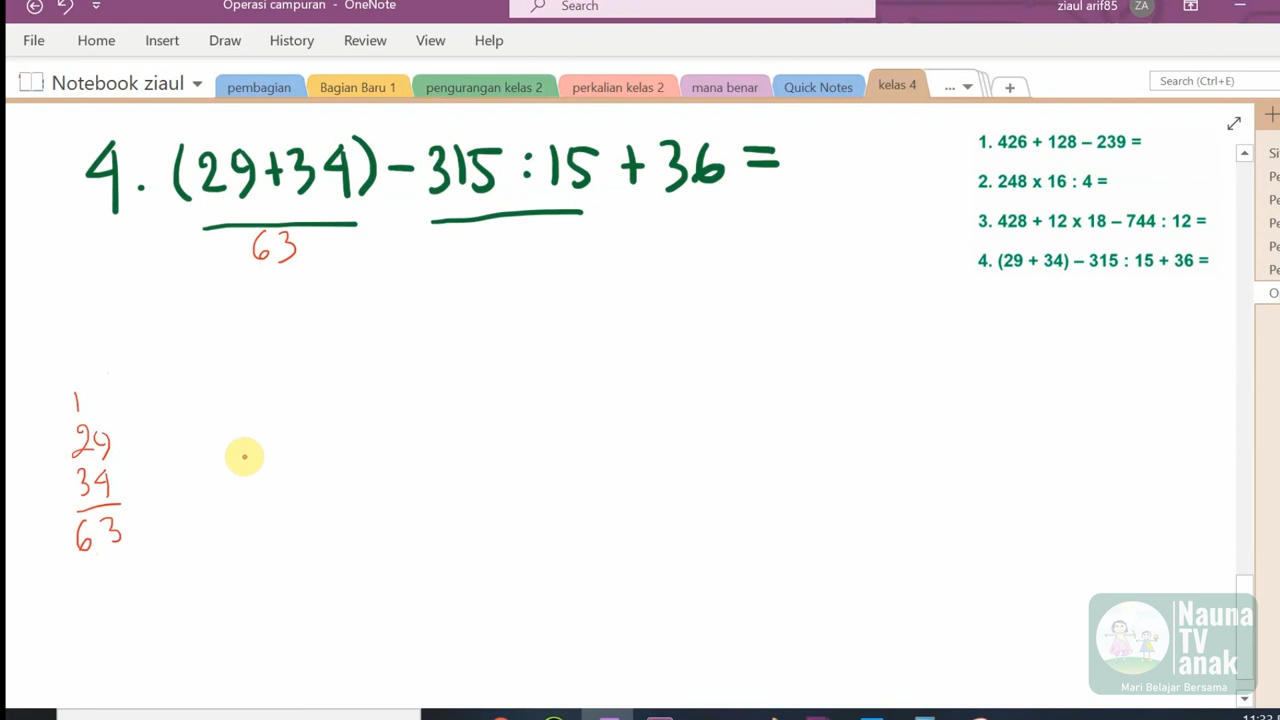 Operasi campuran - OneNote
Search
ziaul arif85
ZA
File Home Insert Draw History Review View Help
Notebook ziaul
pembagian Bagian Baru 1 pengurangan kelas 2 perkalian kelas 2 mana benar Quick Notes kelas 4 ...
Search (Ctrl+E)
4. (29+34) - 315 : 15 + 36 =
63
1. 426 + 128 – 239 =
2. 248 x 16 : 4 =
3. 428 + 12 x 18 – 744 : 12 =
4. (29 + 34) – 315 : 15 + 36 =
1
29
34
63
Nauna
TV
anak
Mari Belajar Bersama